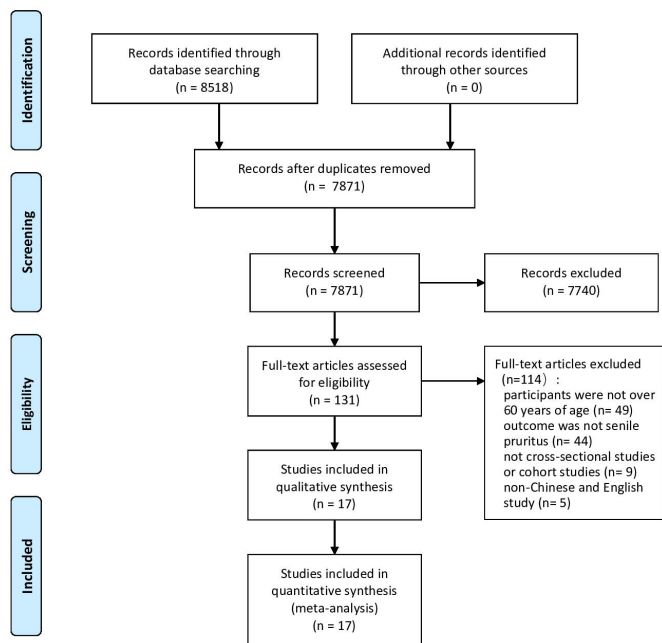 Identification
Records identified through
database searching
(n = 8518)
Additional records identified
through other sources
(n = 0)
Records after duplicates removed
(n = 7871)
Screening
Records screened
(n = 7871)
Records excluded
(n = 7740)
Eligibility
Full-text articles assessed
for eligibility
(n = 131)
Full-text articles excluded
(n=114）:
participants were not over
60 years of age (n= 49)
outcome was not senile
pruritus (n= 44)
not cross-sectional studies
or cohort studies (n= 9)
non-Chinese and English
study (n= 5)
Studies included in
qualitative synthesis
(n = 17)
Included
Studies included in
quantitative synthesis
(meta-analysis)
(n = 17)